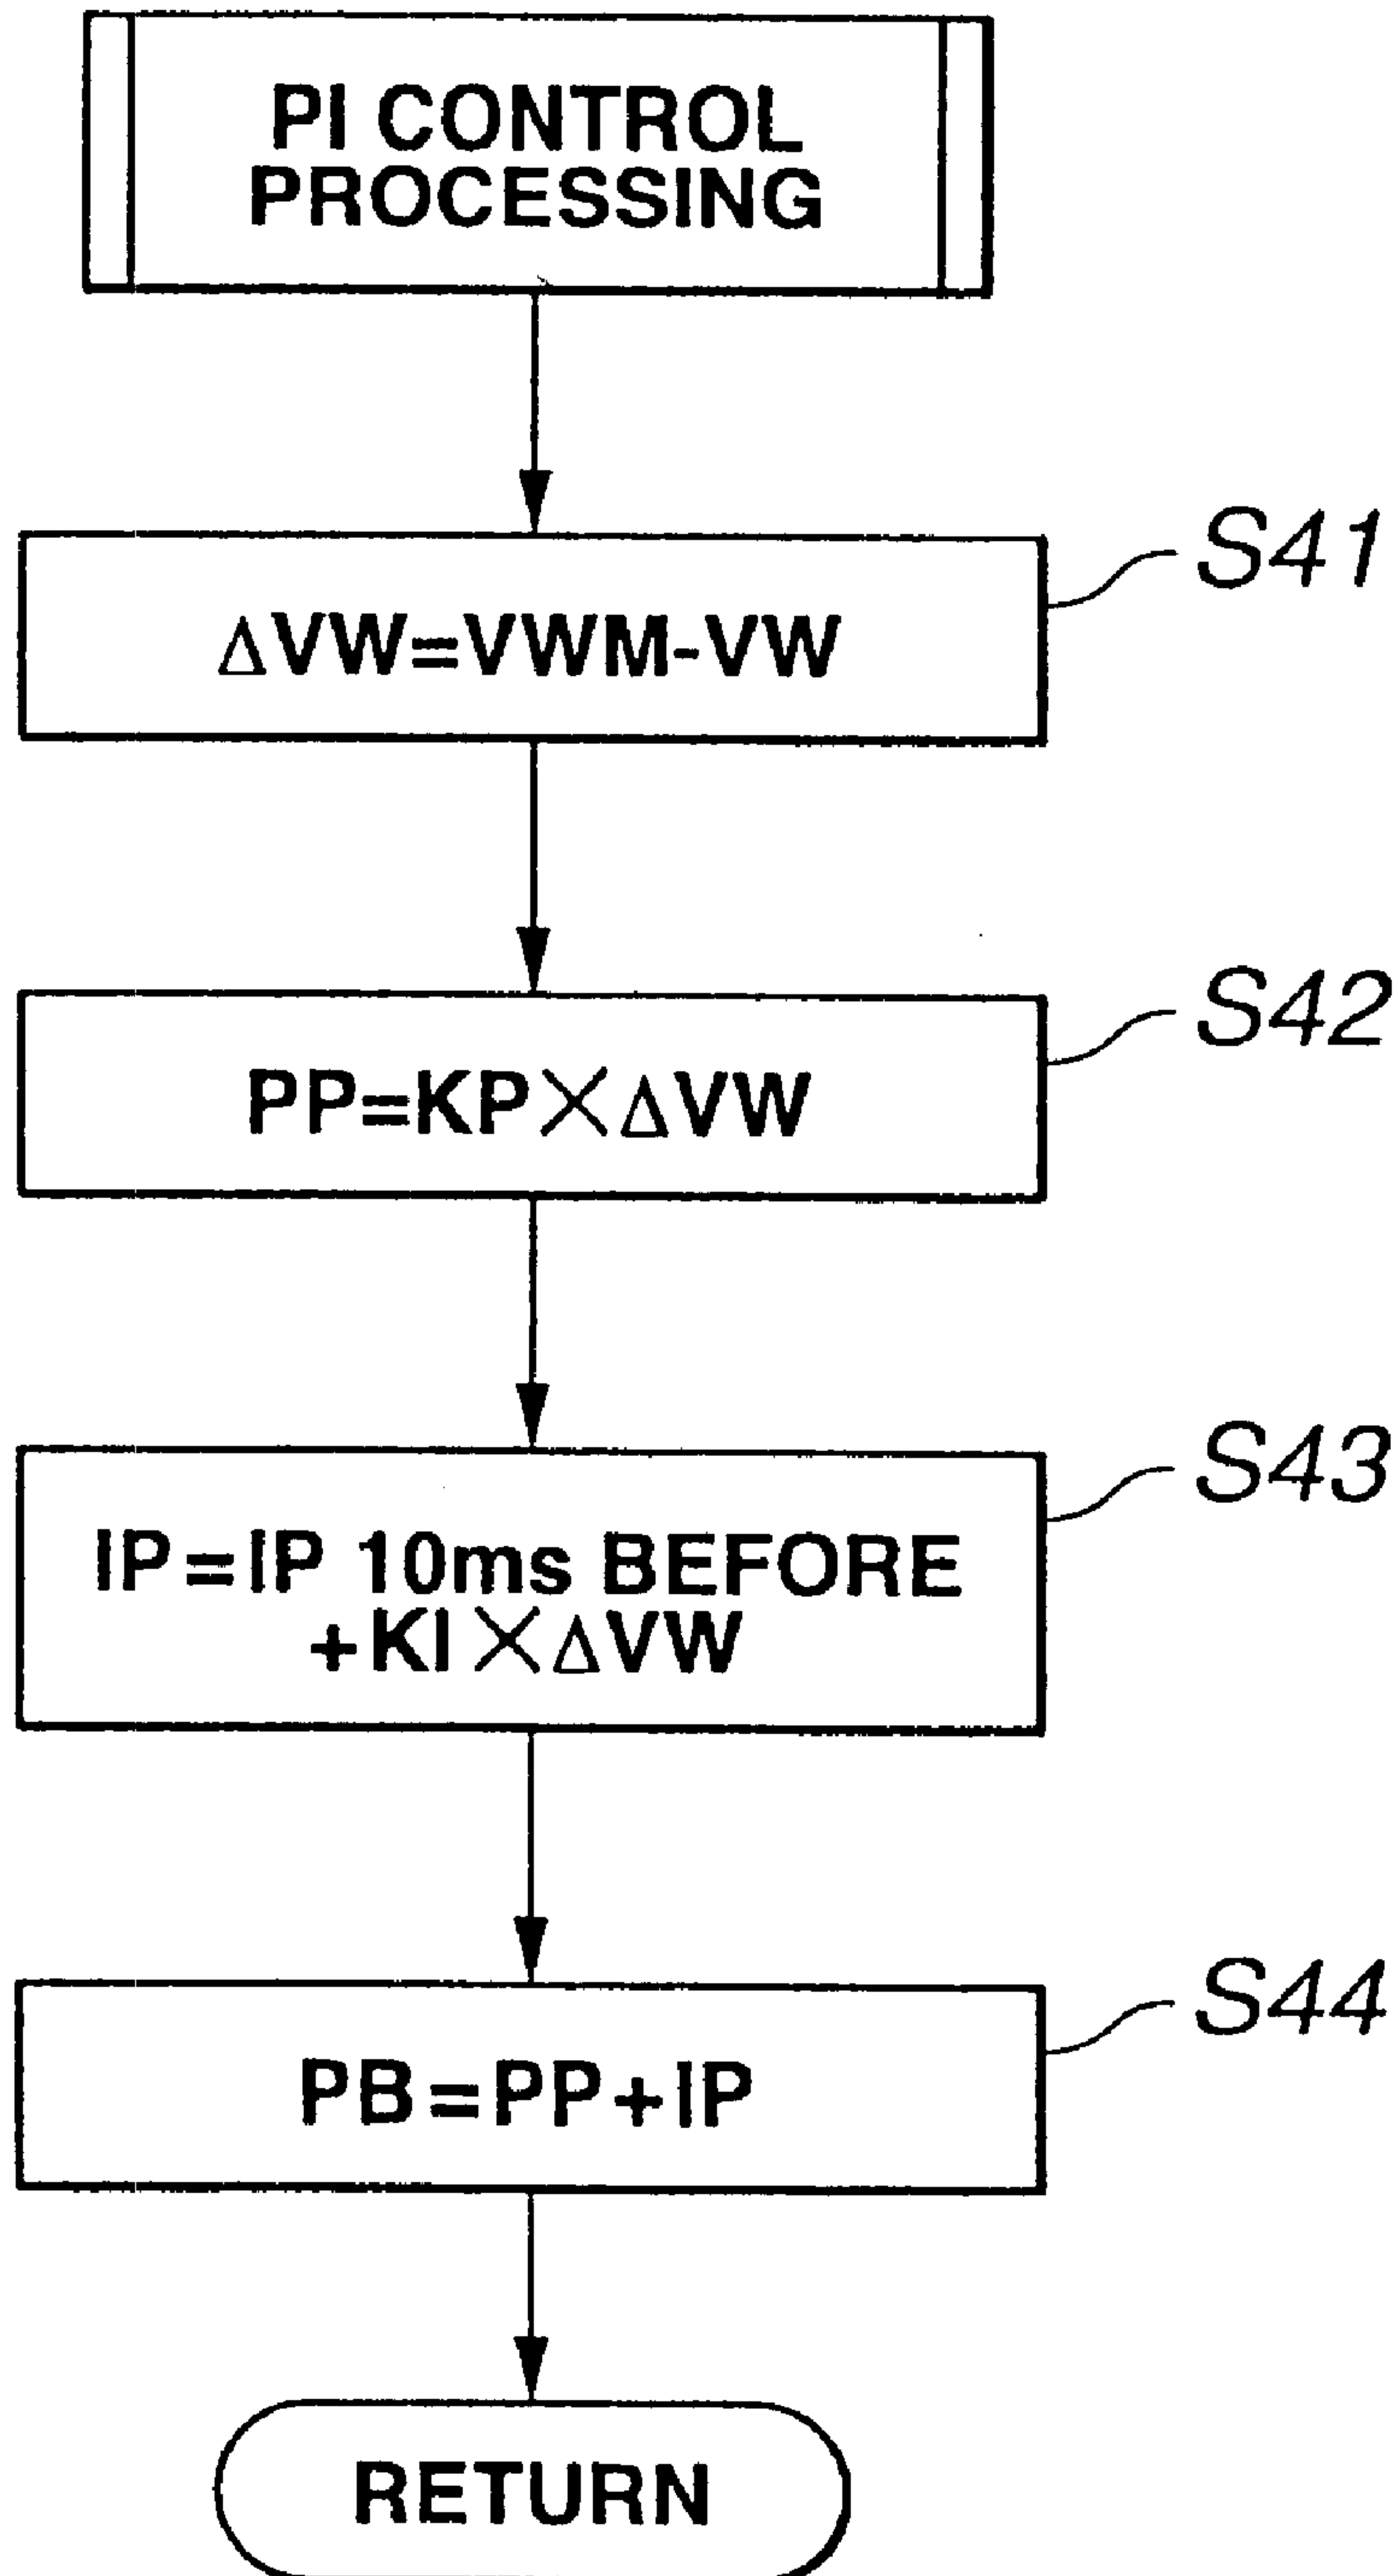 PI CONTROL
PROCESSING
S41
ΔVW=VWM-VW
S42
PP=KP×ΔVW
S43
IP=IP 10ms BEFORE
+KI×ΔVW
S44
PB=PP+IP
RETURN